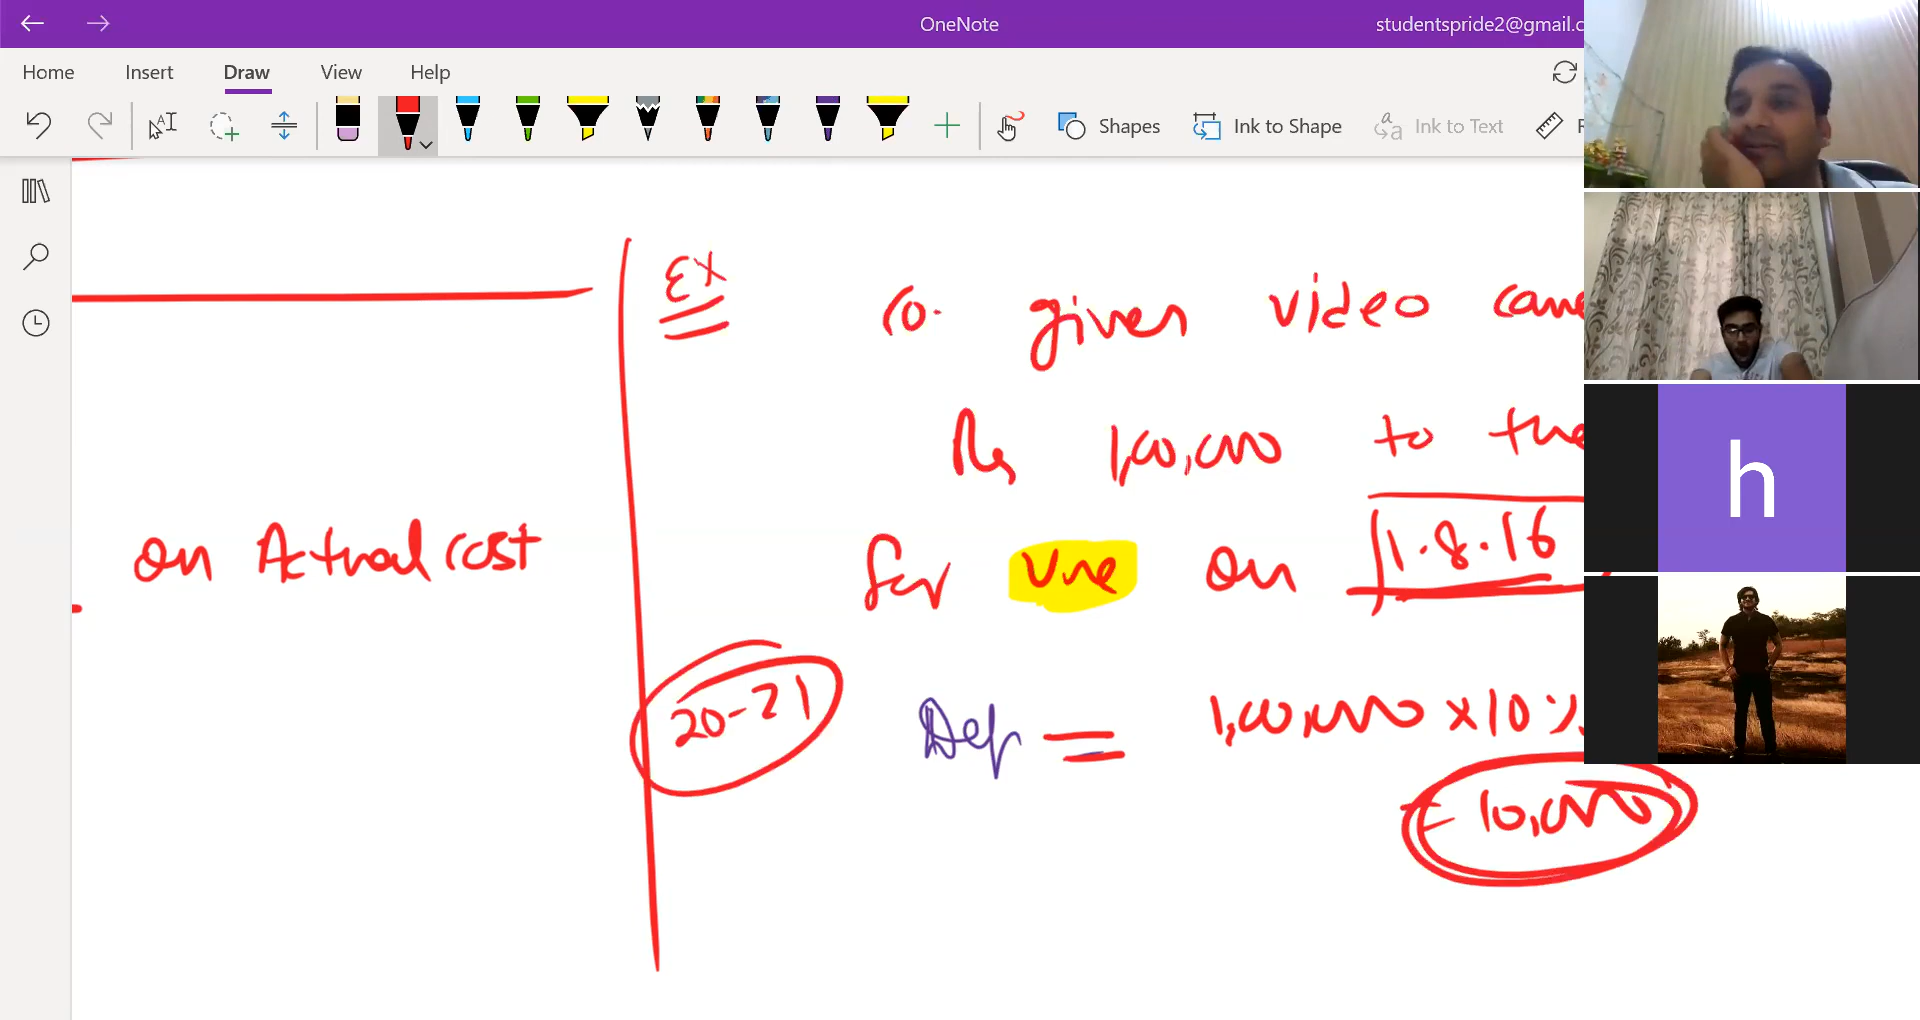 OneNote
studentspride2@gmail.c
Home Insert Draw View Help
Shapes Ink to Shape Ink to Text
Ex Co. gives video came
Rs 1,00,000 to the
on Actual cost
for use on 1.8.16
20-21 Dep = 1,00,000 x 10%
= 10,000
h